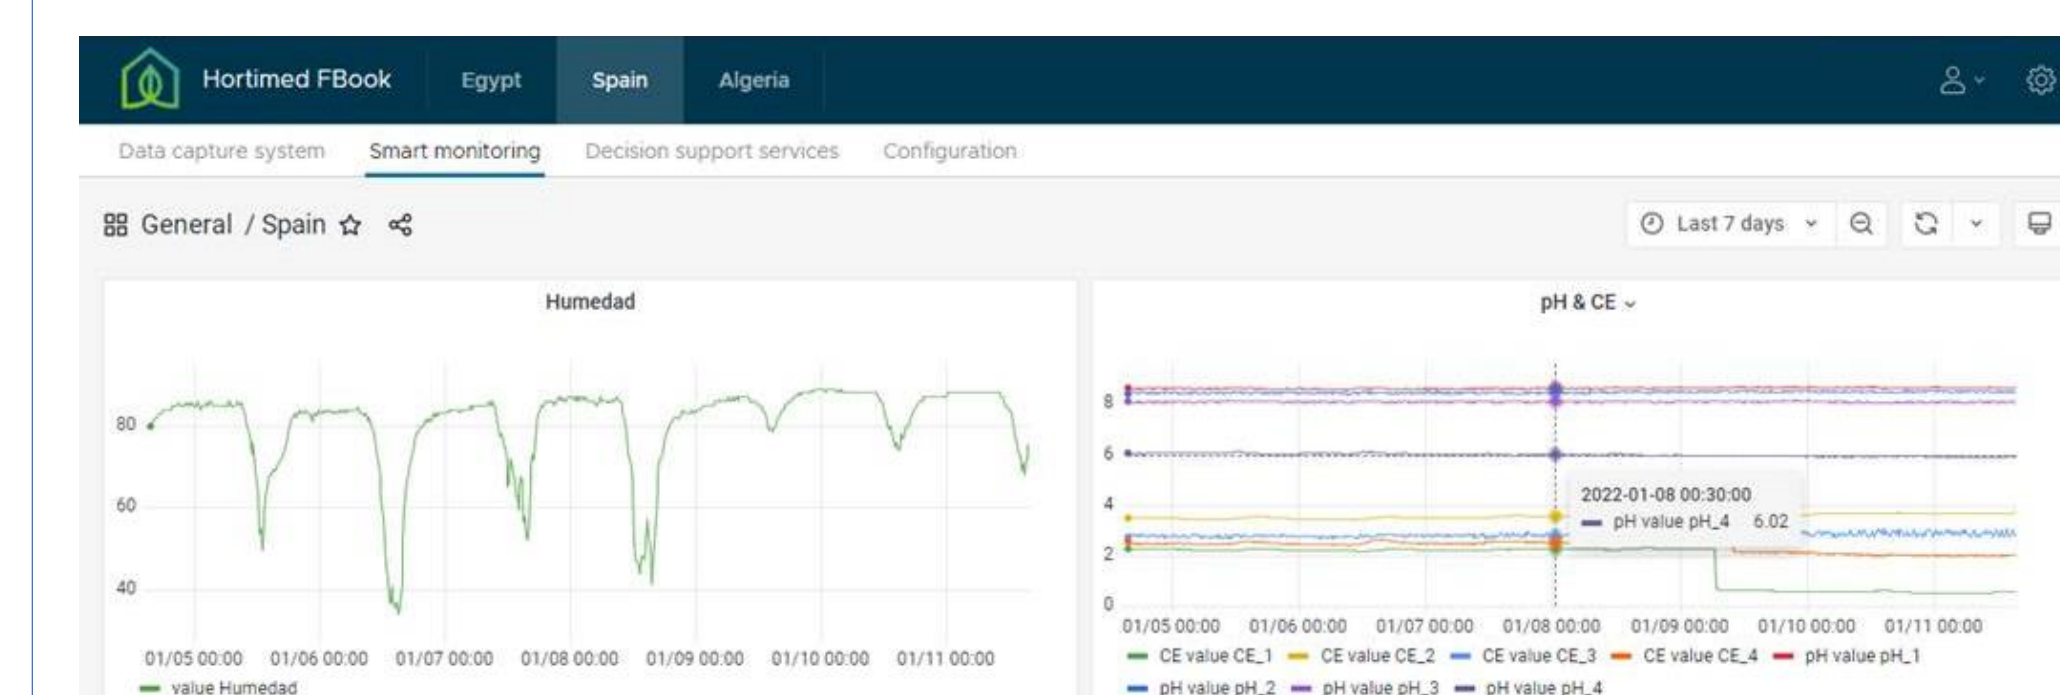 Hortimed FBook Egypt Spain Algeria
Data capture system Smart monitoring Decision support services Configuration
General / Spain Last 7 days
Humedad
80
60
40
01/05 00:00 01/06 00:00 01/07 00:00 01/08 00:00 01/09 00:00 01/10 00:00 01/11 00:00
value Humedad
pH & CE
8
6
4
2
0
2022-01-08 00:30:00
pH value pH_4 6.02
01/05 00:00 01/06 00:00 01/07 00:00 01/08 00:00 01/09 00:00 01/10 00:00 01/11 00:00
CE value CE_1 CE value CE_2 CE value CE_3 CE value CE_4 pH value pH_1
pH value pH_2 pH value pH_3 pH value pH_4